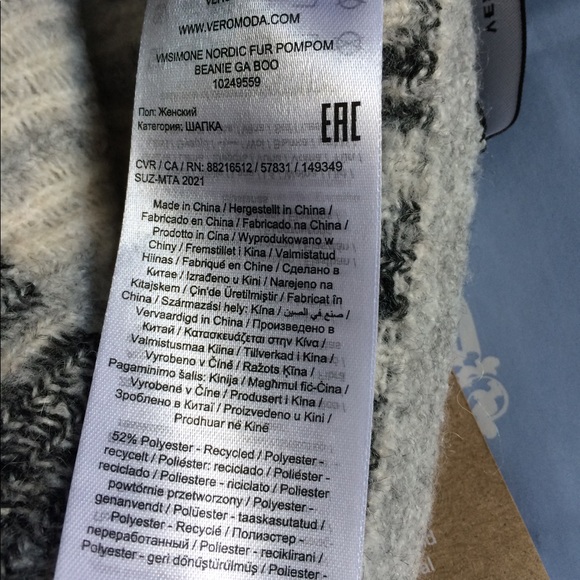 WWW.VEROMODA.COM
VMSIMONE NORDIC FUR POMPOM
BEANIE GA BOO
10249559
Пол: Женский
Категория: ШАПКА
EAC
CVR / CA / RN: 88216512 / 57831 / 149349
SUZ-MTA 2021
Made in China / Hergestellt in China /
Fabricado en China / Fabricado na China /
Prodotto in Cina / Wyprodukowano w
Chiny / Fremstillet i Kina / Valmistatud
Hiinas / Fabriqué en Chine / Сделано в
Китае / Izrađeno u Kini / Narejeno na
Kitajskem / Çin'de Üretilmiştir / Fabricat în
China / Származási hely: Kína / صنع في الصين /
Vervaardigd in China / Произведено в
Китай / Κατασκευάζεται στην Κίνα /
Valmistusmaa Kiina / Tillverkad i Kina /
Vyrobeno v Číně / Ražots Ķīna /
Pagaminimo šalis: Kinija / Magħmul fiċ-Ċina /
Vyrobené v Číne / Produsert i Kina /
Зроблено в Китаї / Proizvedeno u Kini /
Prodhuar në Kinë
52% Polyester - Recycled / Polyester -
recycelt / Poliéster: reciclado / Poliéster -
reciclado / Poliestere - riciclato / Poliester -
powtórnie przetworzony / Polyester -
genanvendt / Polüester - taaskasutatud /
Polyester - Recyclé / Полиэстер -
переработанный / Poliester - reciklirani /
Polyester - geri dönüştürülmüş /